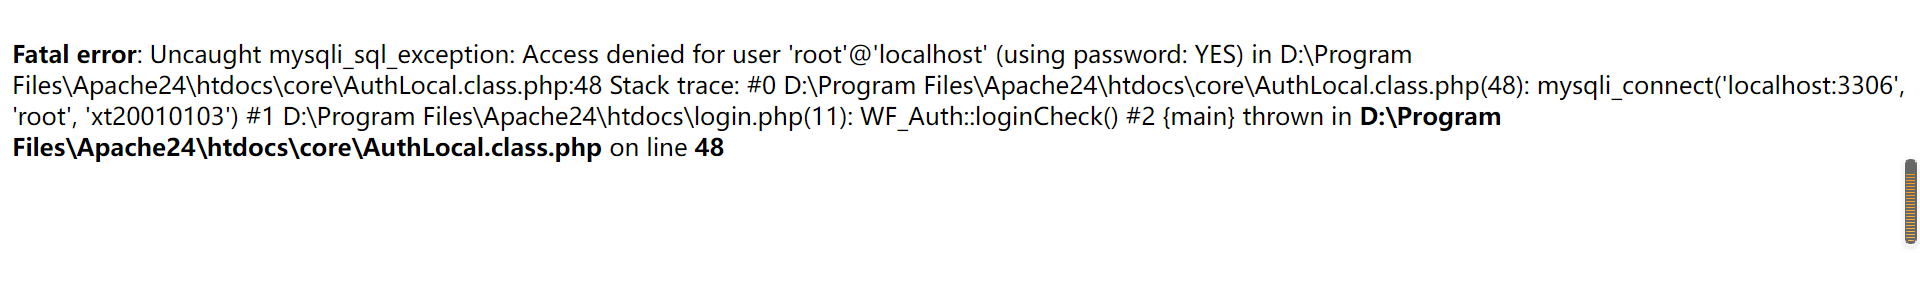 Fatal error: Uncaught mysqli_sql_exception: Access denied for user 'root'@'localhost' (using password: YES) in D:\Program
Files\Apache24\htdocs\core\AuthLocal.class.php:48 Stack trace: #0 D:\Program Files\Apache24\htdocs\core\AuthLocal.class.php(48): mysqli_connect('localhost:3306',
'root', 'xt20010103') #1 D:\Program Files\Apache24\htdocs\login.php(11): WF_Auth::loginCheck() #2 {main} thrown in D:\Program
Files\Apache24\htdocs\core\AuthLocal.class.php on line 48